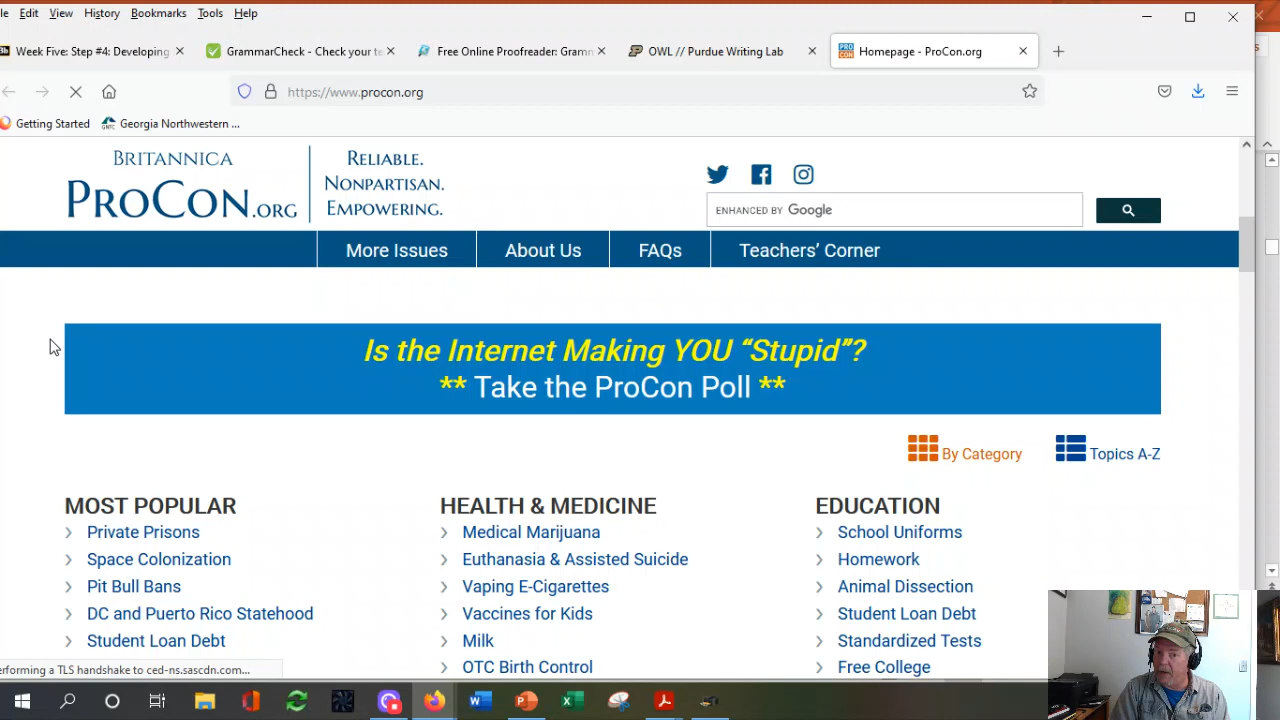 Edit View History Bookmarks Tools Help
Week Five: Step #4: Developing
GrammarCheck - Check your te
Free Online Proofreader: Gramm
OWL // Purdue Writing Lab
Homepage - ProCon.org
https://www.procon.org
Getting Started
Georgia Northwestern ...
BRITANNICA
PROCON.ORG
RELIABLE.
NONPARTISAN.
EMPOWERING.
ENHANCED BY Google
More Issues
About Us
FAQs
Teachers' Corner
Is the Internet Making YOU “Stupid”?
** Take the ProCon Poll **
By Category
Topics A-Z
MOST POPULAR
Private Prisons
Space Colonization
Pit Bull Bans
DC and Puerto Rico Statehood
Student Loan Debt
HEALTH & MEDICINE
Medical Marijuana
Euthanasia & Assisted Suicide
Vaping E-Cigarettes
Vaccines for Kids
Milk
OTC Birth Control
EDUCATION
School Uniforms
Homework
Animal Dissection
Student Loan Debt
Standardized Tests
Free College
erforming a TLS handshake to ced-ns.sascdn.com...